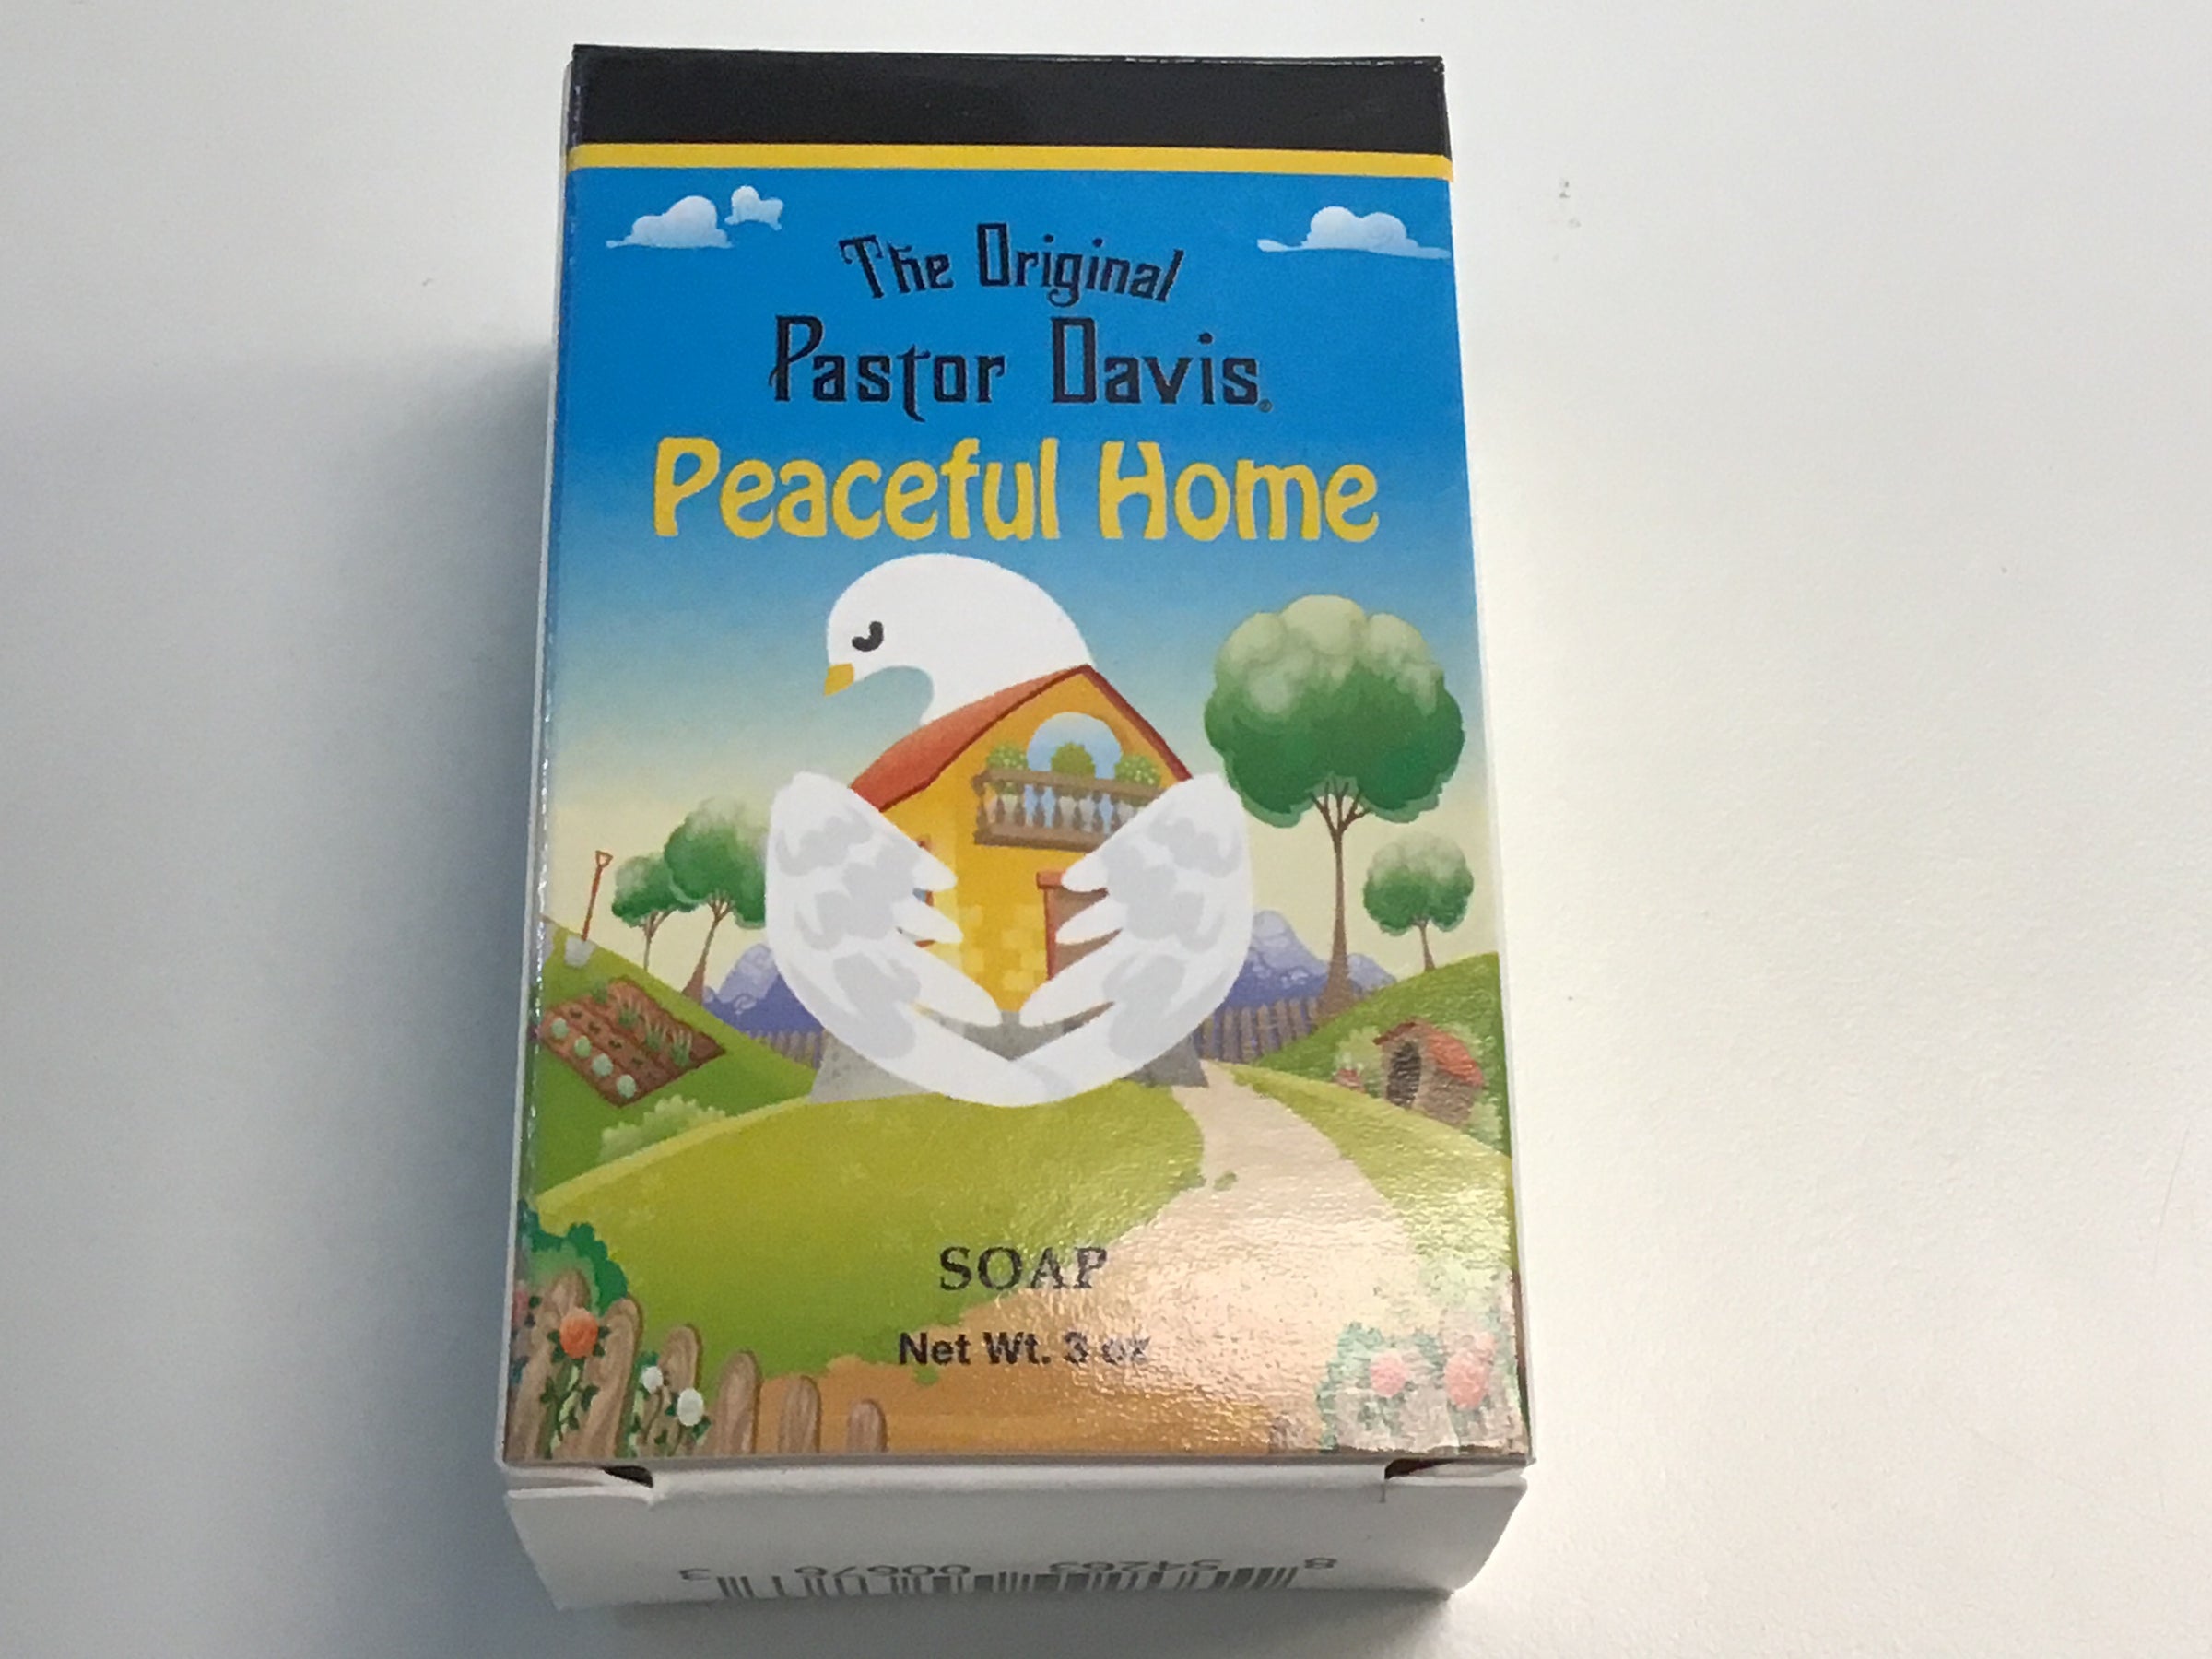 The Original
Pastor Davis®
Peaceful Home
SOAP
Net Wt. 3 oz